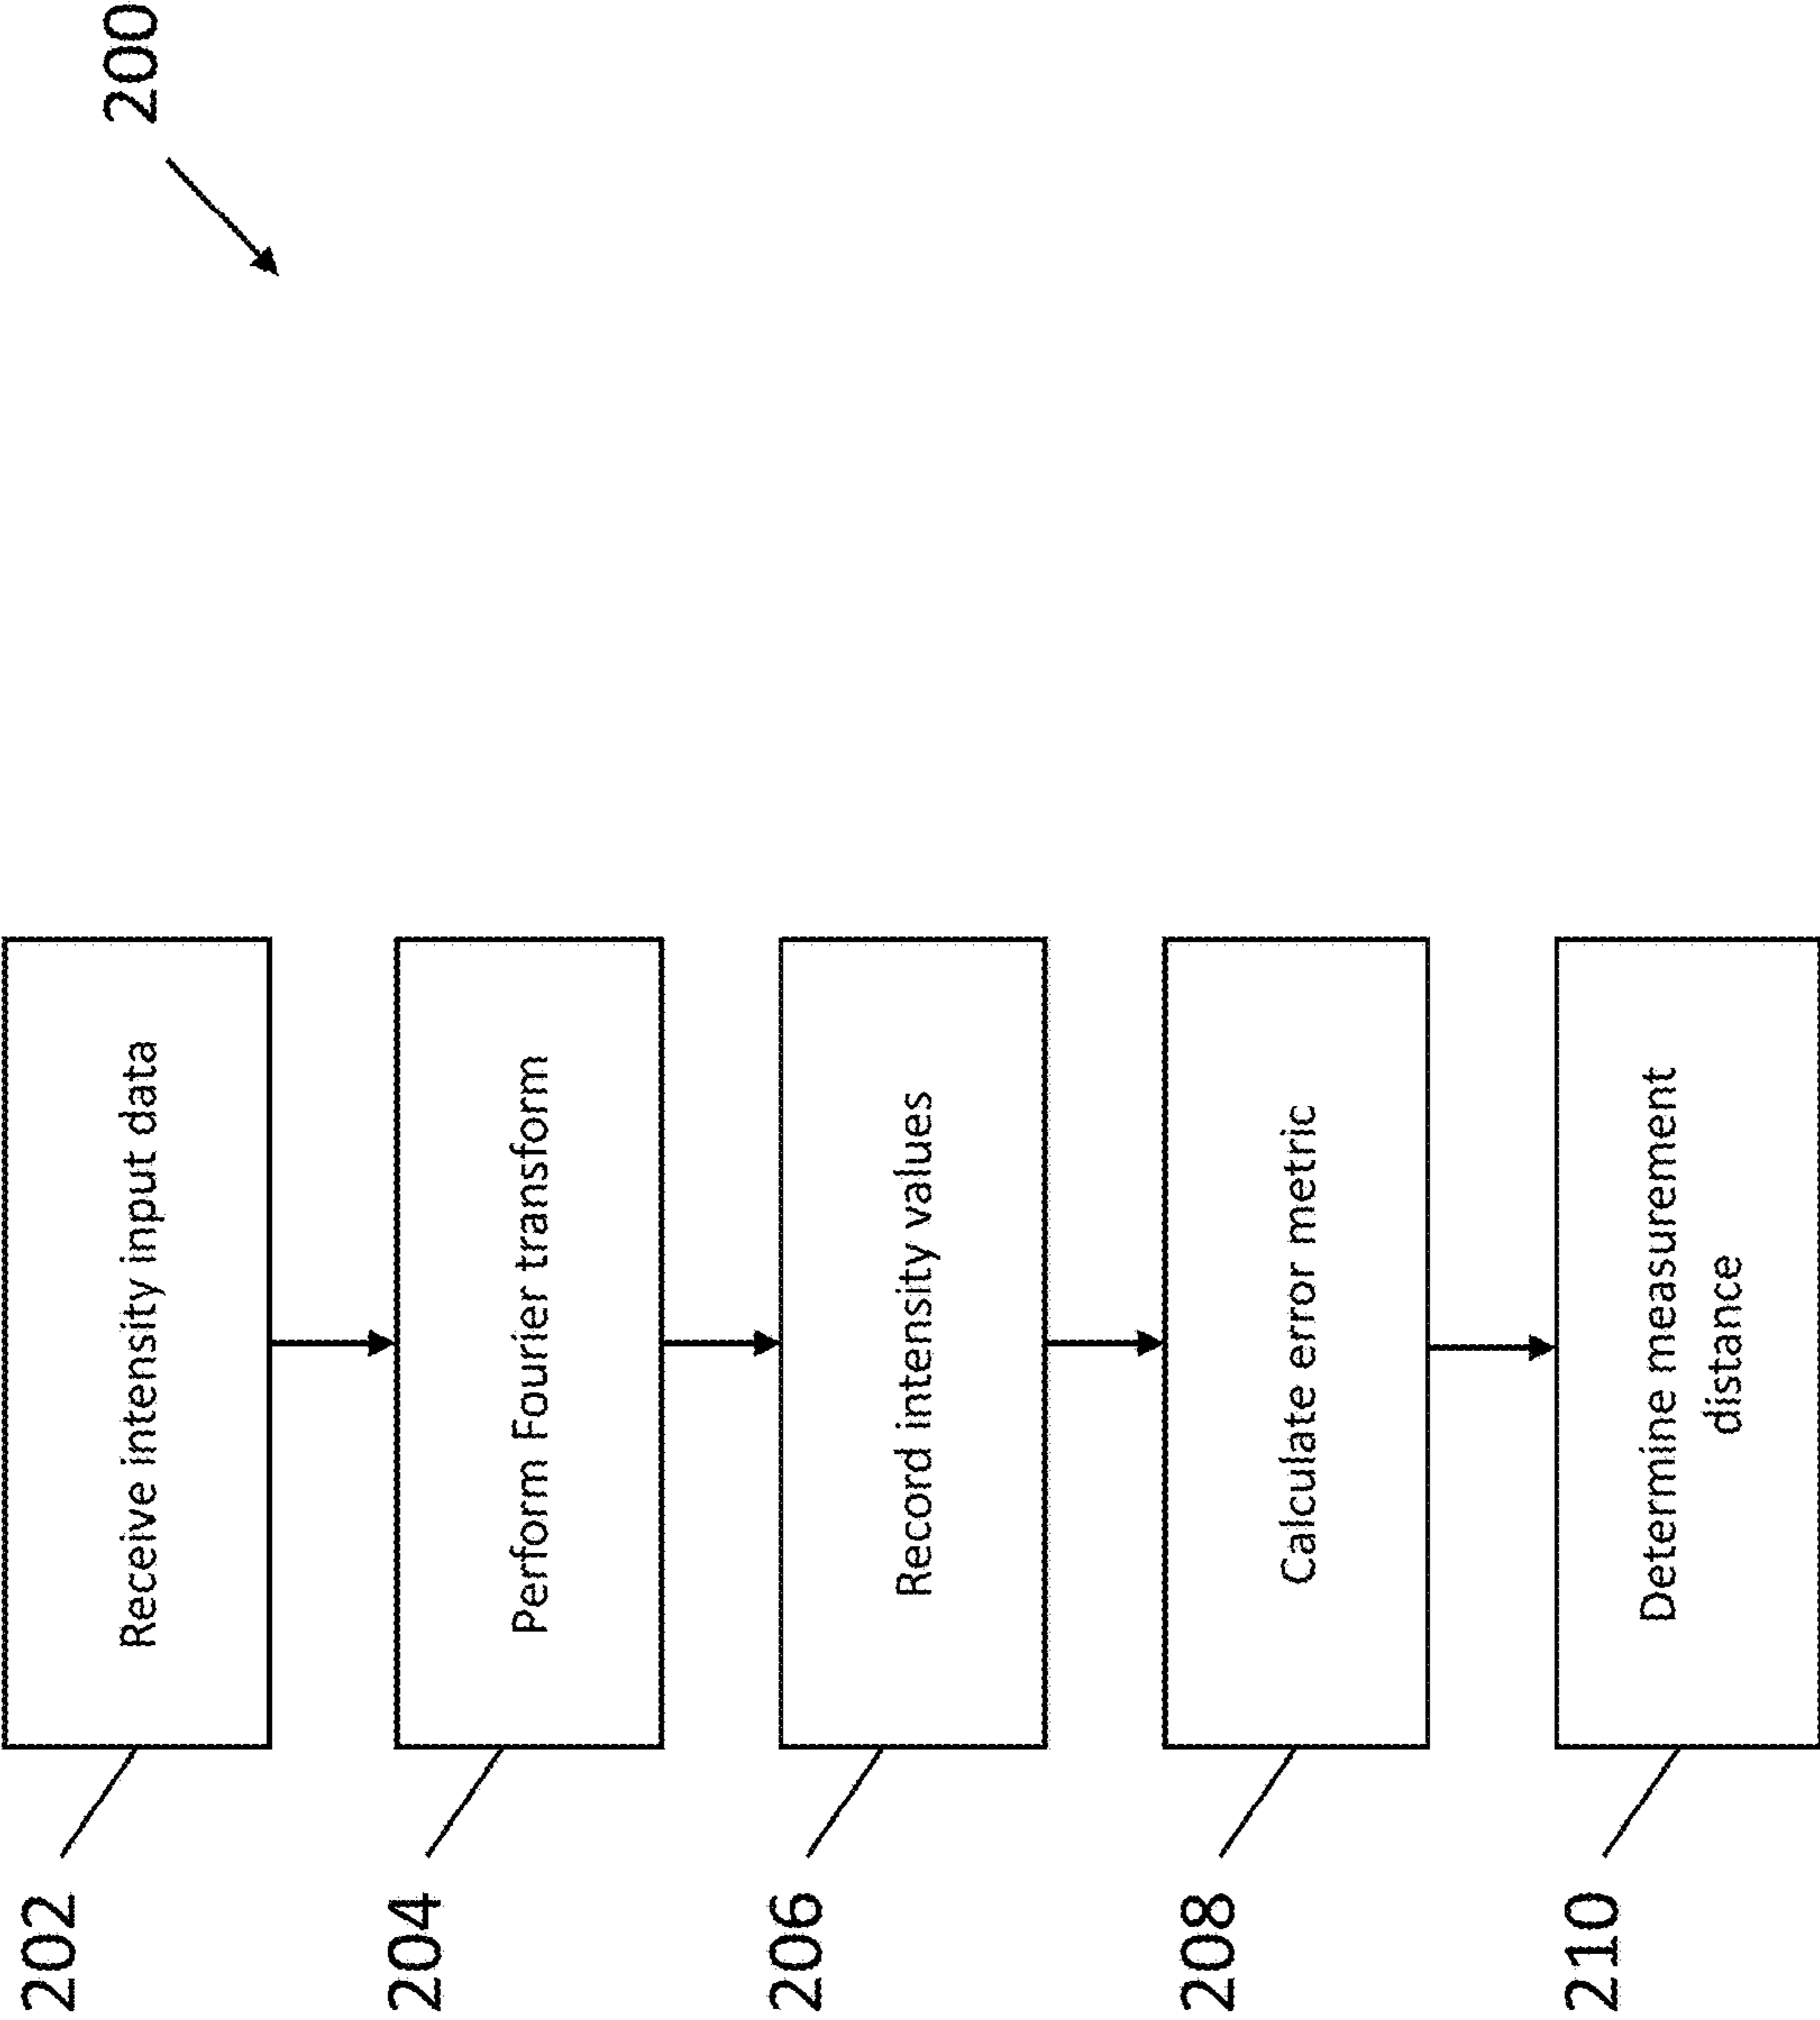 200
202
Receive intensity input data
204
Perform Fourier transform
206
Record intensity values
208
Calculate error metric
210
Determine measurement
distance